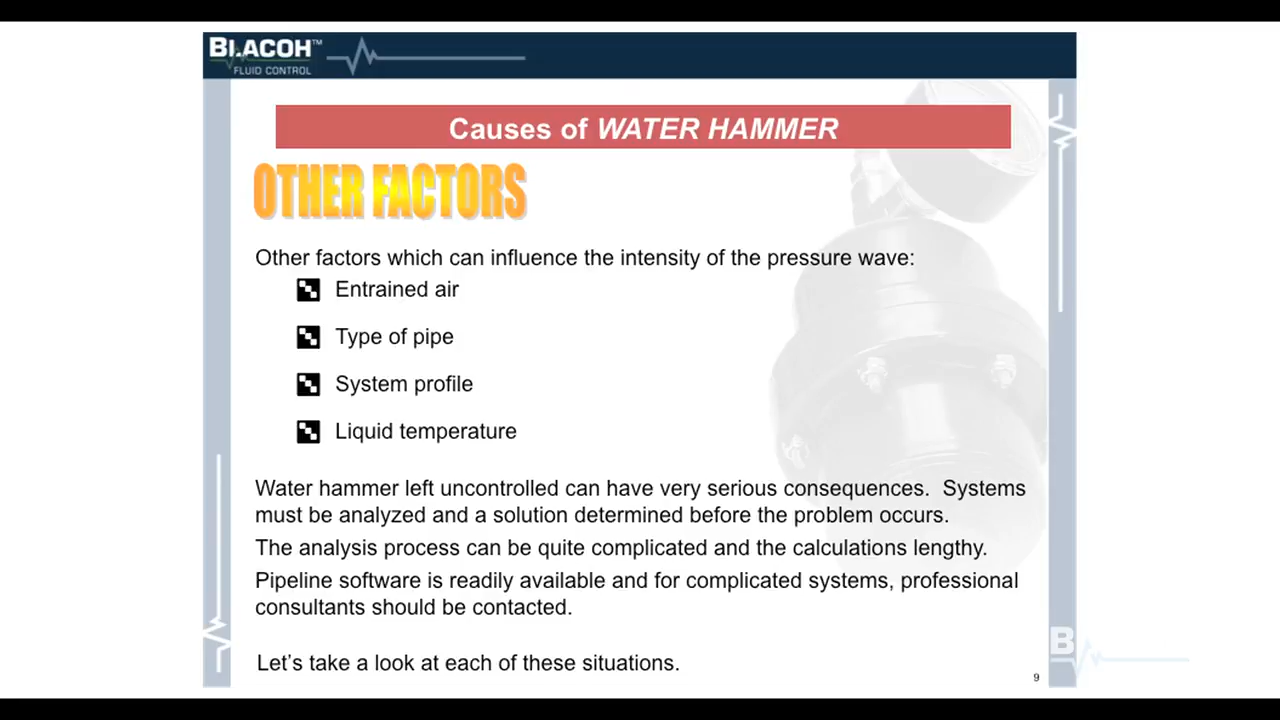 BLACOH™
FLUID CONTROL
Causes of WATER HAMMER
OTHER FACTORS
Other factors which can influence the intensity of the pressure wave:
Entrained air
Type of pipe
System profile
Liquid temperature
Water hammer left uncontrolled can have very serious consequences. Systems
must be analyzed and a solution determined before the problem occurs.
The analysis process can be quite complicated and the calculations lengthy.
Pipeline software is readily available and for complicated systems, professional
consultants should be contacted.
Let's take a look at each of these situations.
9
B